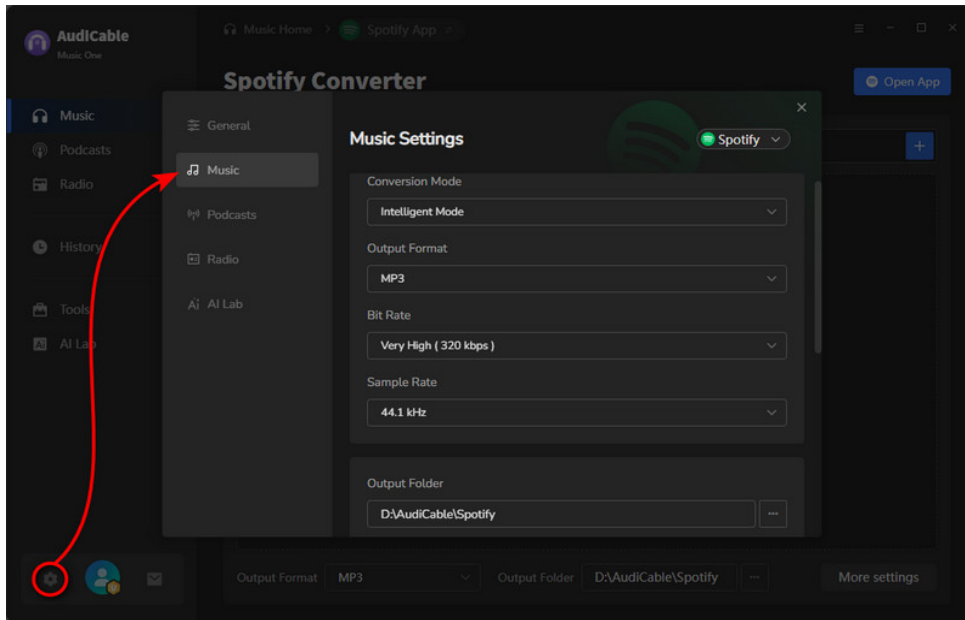 AudiCable
Music One
Music Home > Spotify App
Spotify Converter
Open App
Music
Podcasts
Radio
History
Tools
AI Lab
General
Music
Podcasts
Radio
AI Lab
Music Settings
Spotify
Conversion Mode
Intelligent Mode
Output Format
MP3
Bit Rate
Very High ( 320 kbps )
Sample Rate
44.1 kHz
Output Folder
D:\AudiCable\Spotify
...
Output Format MP3 Output Folder D:\AudiCable\Spotify ... More settings